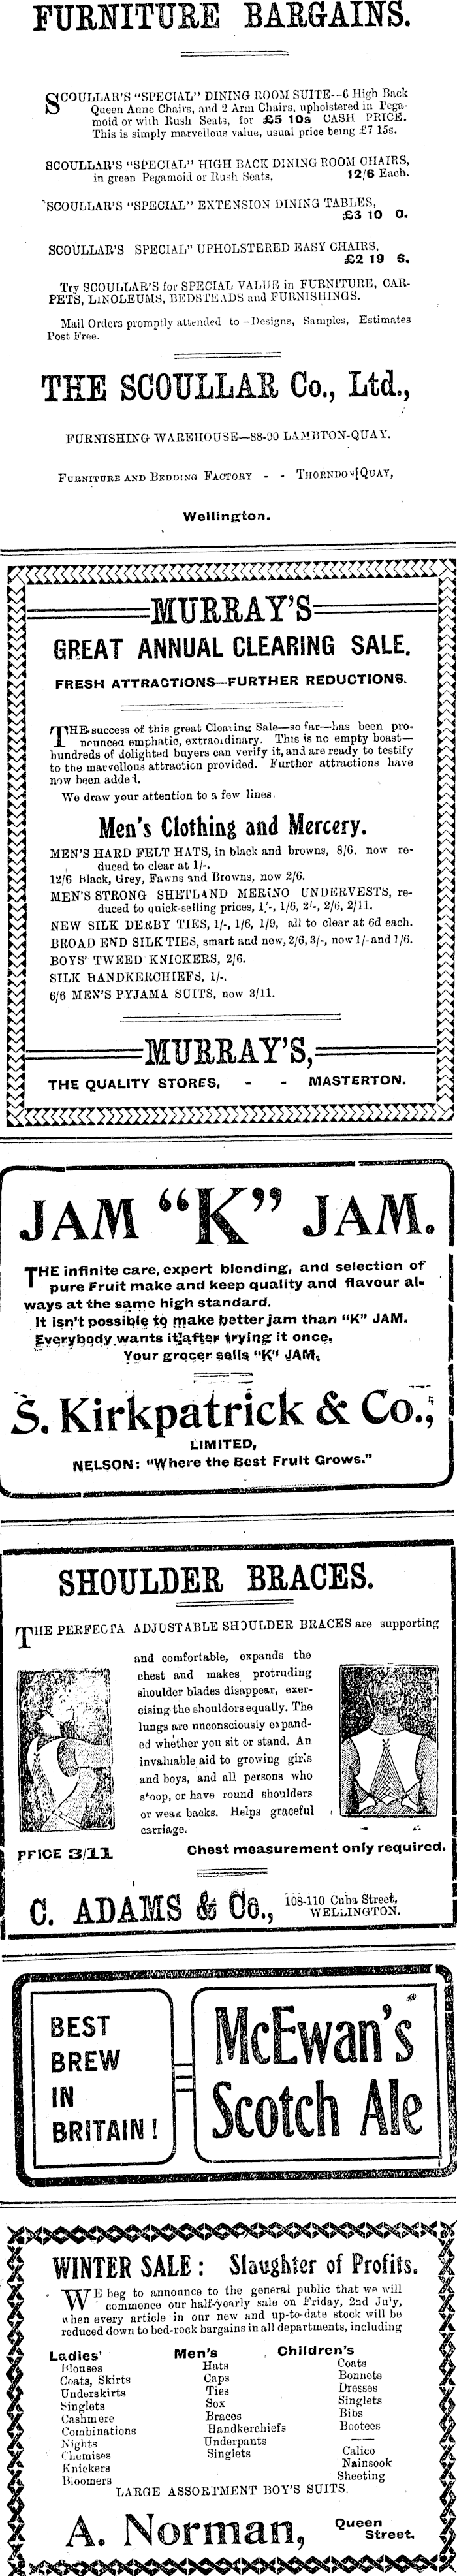 FURNITURE BARGAINS.
SCOULLAR'S "SPECIAL" DINING ROOM SUITE--6 High Back
Queen Anne Chairs, and 2 Arm Chairs, upholstered in Pega-
moid or with Rush Seats, for £5 10s CASH PRICE.
This is simply marvellous value, usual price being £7 15s.
SCOULLAR'S "SPECIAL" HIGH BACK DINING ROOM CHAIRS,
in green Pegamoid or Rush Seats, 12/6 Each.
SCOULLAR'S "SPECIAL" EXTENSION DINING TABLES,
£3 10 0.
SCOULLAR'S SPECIAL" UPHOLSTERED EASY CHAIRS,
£2 19 6.
Try SCOULLAR'S for SPECIAL VALUE in FURNITURE, CAR-
PETS, LINOLEUMS, BEDSTEADS and FURNISHINGS.
Mail Orders promptly attended to - Designs, Samples, Estimates
Post Free.
THE SCOULLAR Co., Ltd.,
FURNISHING WAREHOUSE—88-90 LAMBTON-QUAY.
FURNITURE AND BEDDING FACTORY - - THORNDON QUAY,
Wellington.
MURRAY'S
GREAT ANNUAL CLEARING SALE.
FRESH ATTRACTIONS—FURTHER REDUCTIONS.
THE success of this great Clearing Sale—so far—has been pro-
nounced emphatic, extraordinary. This is no empty boast—
hundreds of delighted buyers can verify it, and are ready to testify
to the marvellous attraction provided. Further attractions have
now been added.
We draw your attention to a few lines.
Men's Clothing and Mercery.
MEN'S HARD FELT HATS, in black and browns, 8/6. now re-
duced to clear at 1/-.
12/6 Black, Grey, Fawns and Browns, now 2/6.
MEN'S STRONG SHETLAND MERINO UNDERVESTS, re-
duced to quick-selling prices, 1/-, 1/6, 2/-, 2/6, 2/11.
NEW SILK DERBY TIES, 1/-, 1/6, 1/9, all to clear at 6d each.
BROAD END SILK TIES, smart and new, 2/6, 3/-, now 1/- and 1/6.
BOYS' TWEED KNICKERS, 2/6.
SILK HANDKERCHIEFS, 1/-.
6/6 MEN'S PYJAMA SUITS, now 3/11.
MURRAY'S,
THE QUALITY STORES, - - MASTERTON.
JAM "K" JAM.
THE infinite care, expert blending, and selection of
pure Fruit make and keep quality and flavour al-
ways at the same high standard.
It isn't possible to make better jam than "K" JAM.
Everybody wants it after trying it once.
Your grocer sells "K" JAM.
S. Kirkpatrick & Co.,
LIMITED,
NELSON: "Where the Best Fruit Grows."
SHOULDER BRACES.
THE PERFECTA ADJUSTABLE SHOULDER BRACES are supporting
and comfortable, expands the
chest and makes protruding
shoulder blades disappear, exer-
cising the shoulders equally. The
lungs are unconsciously expand-
ed whether you sit or stand. An
invaluable aid to growing girls
and boys, and all persons who
stoop, or have round shoulders
or weak backs. Helps graceful
carriage.
PRICE 3/11 Chest measurement only required.
C. ADAMS & Co., 108-110 Cuba Street,
WELLINGTON.
BEST
BREW
IN
BRITAIN!
McEwan's
Scotch Ale
WINTER SALE: Slaughter of Profits.
WE beg to announce to the general public that we will
commence our half-yearly sale on Friday, 2nd July,
when every article in our new and up-to-date stock will be
reduced down to bed-rock bargains in all departments, including
Ladies'
Blouses
Coats, Skirts
Underskirts
Singlets
Cashmere
Combinations
Nights
Chemises
Knickers
Bloomers
Men's
Hats
Caps
Ties
Sox
Braces
Handkerchiefs
Underpants
Singlets
Children's
Coats
Bonnets
Dresses
Singlets
Bibs
Bootees
Calico
Nainsook
Sheeting
LARGE ASSORTMENT BOY'S SUITS.
A. Norman, Queen
Street.